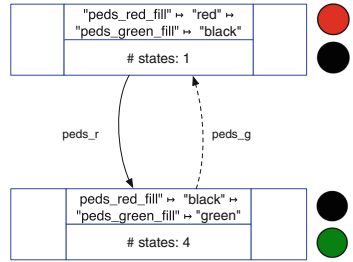 "peds_red_fill" ↦ "red" ↦
"peds_green_fill" ↦ "black"
# states: 1
peds_r
peds_g
peds_red_fill" ↦ "black" ↦
"peds_green_fill" ↦ "green"
# states: 4